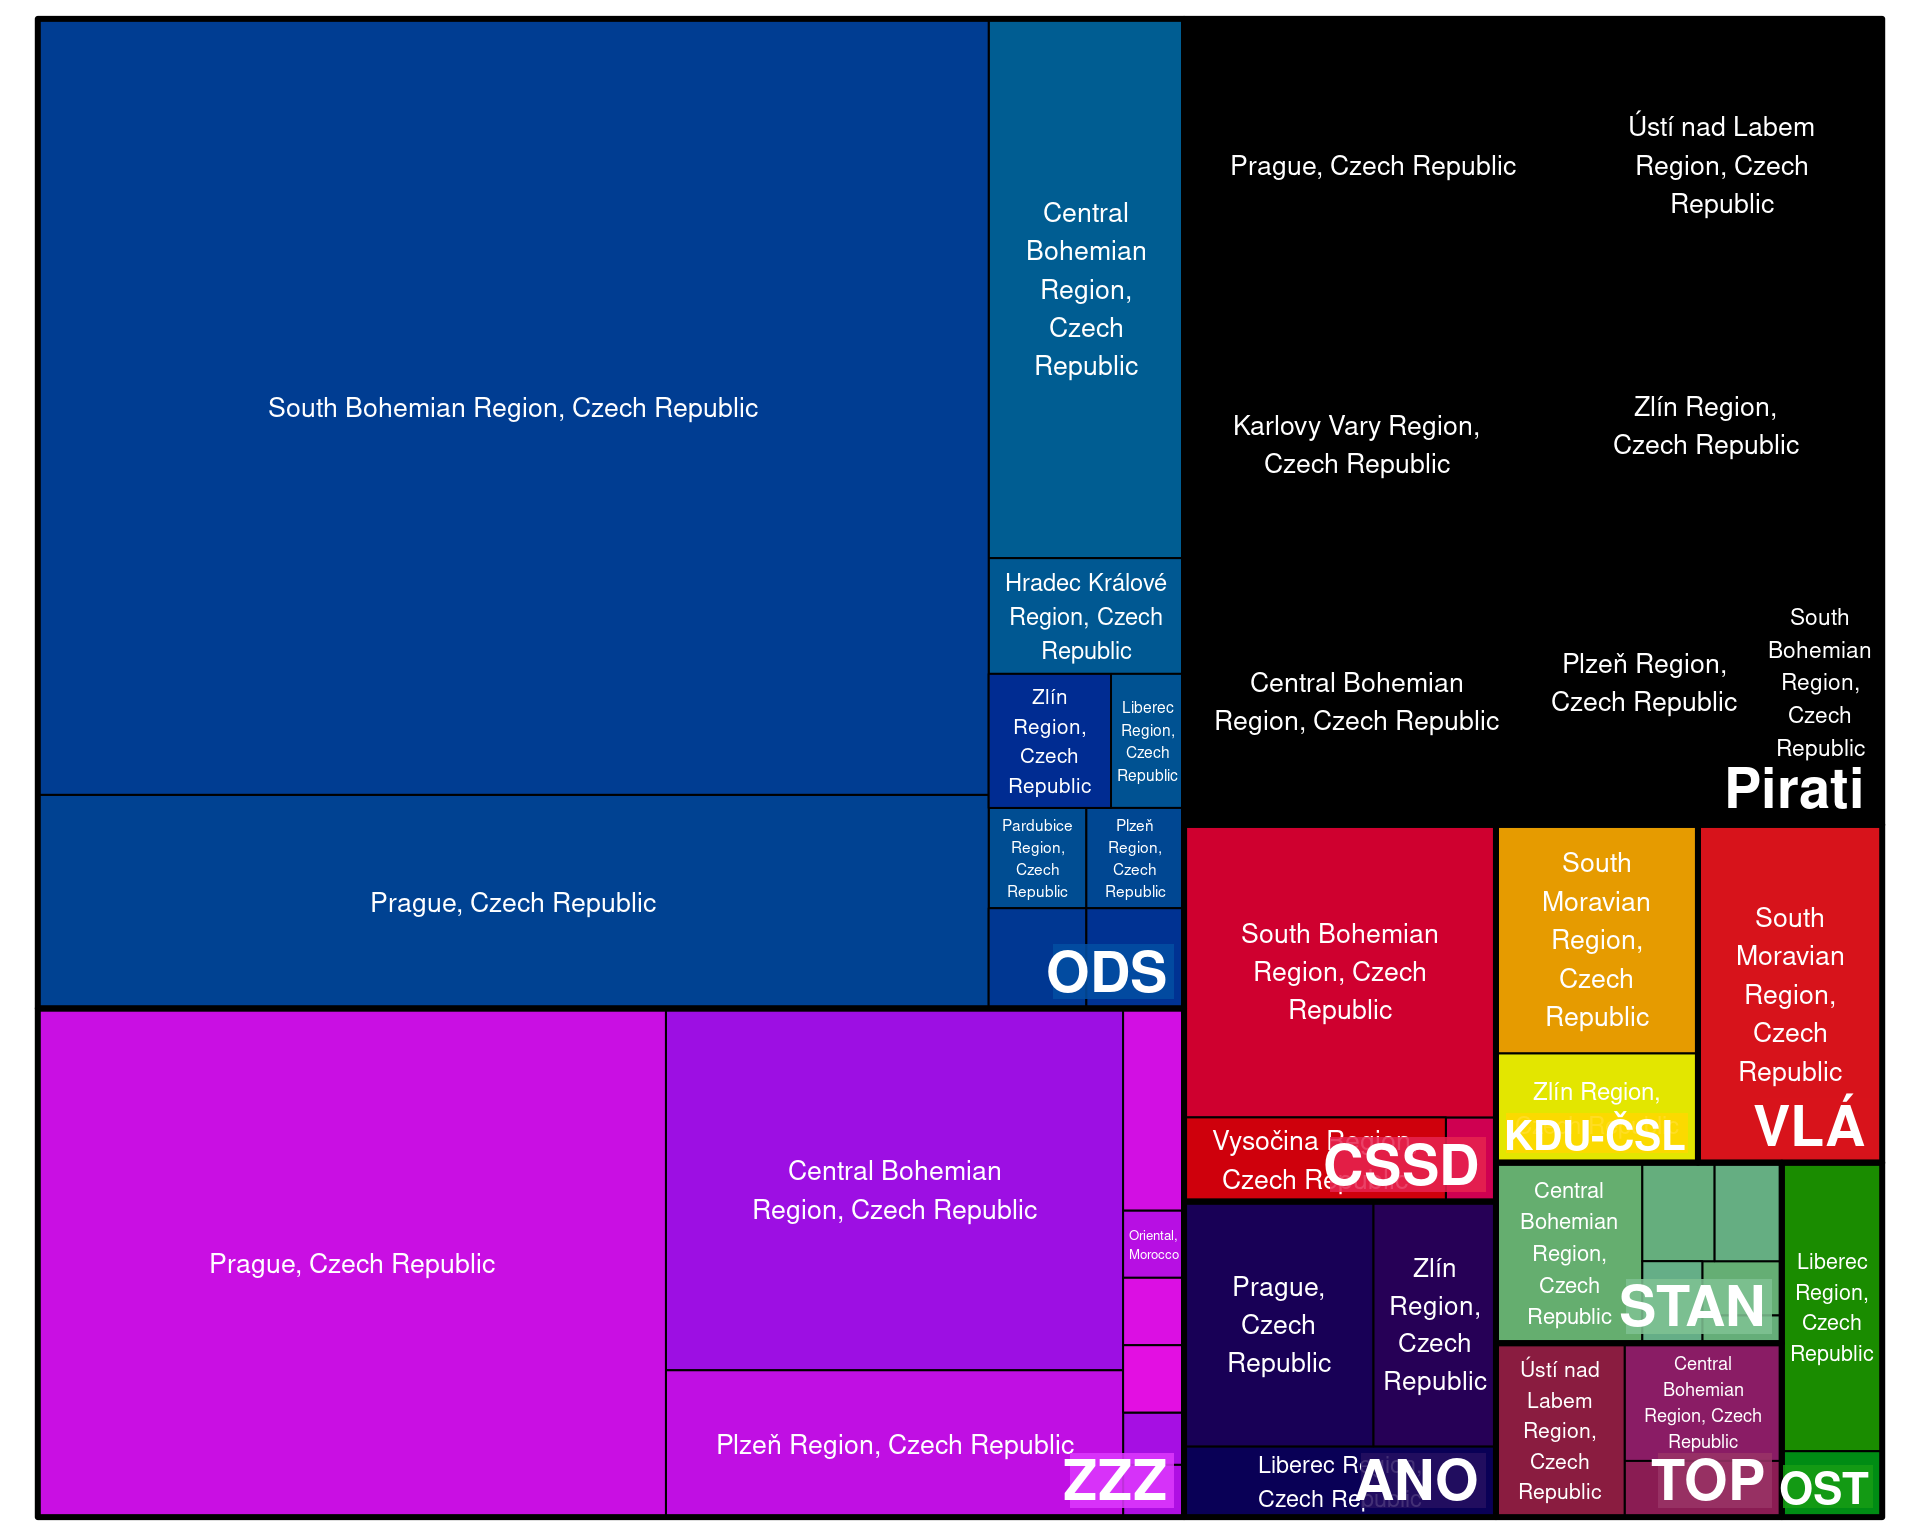 South Bohemian Region, Czech Republic
Prague, Czech Republic
Central
Bohemian
Region,
Czech
Republic
Hradec Králové
Region, Czech
Republic
Zlín
Region,
Czech
Republic
Liberec
Region,
Czech
Republic
Pardubice
Region,
Czech
Republic
Plzeň
Region,
Czech
Republic
ODS
Prague, Czech Republic
Central Bohemian
Region, Czech Republic
Plzeň Region, Czech Republic
Oriental,
Morocco
ZZZ
Prague, Czech Republic
Ústí nad Labem
Region, Czech
Republic
Karlovy Vary Region,
Czech Republic
Zlín Region,
Czech Republic
Central Bohemian
Region, Czech Republic
Plzeň Region,
Czech Republic
South
Bohemian
Region,
Czech
Republic
Pirati
South Bohemian
Region, Czech
Republic
Vysočina Region,
Czech Republic
CSSD
South
Moravian
Region,
Czech
Republic
Zlín Region,
KDU-ČSL
South
Moravian
Region,
Czech
Republic
VLÁ
Prague,
Czech
Republic
Zlín
Region,
Czech
Republic
Liberec Region,
Czech Republic
ANO
Central
Bohemian
Region,
Czech
Republic
STAN
Liberec
Region,
Czech
Republic
OST
Ústí nad
Labem
Region,
Czech
Republic
Central
Bohemian
Region, Czech
Republic
TOP